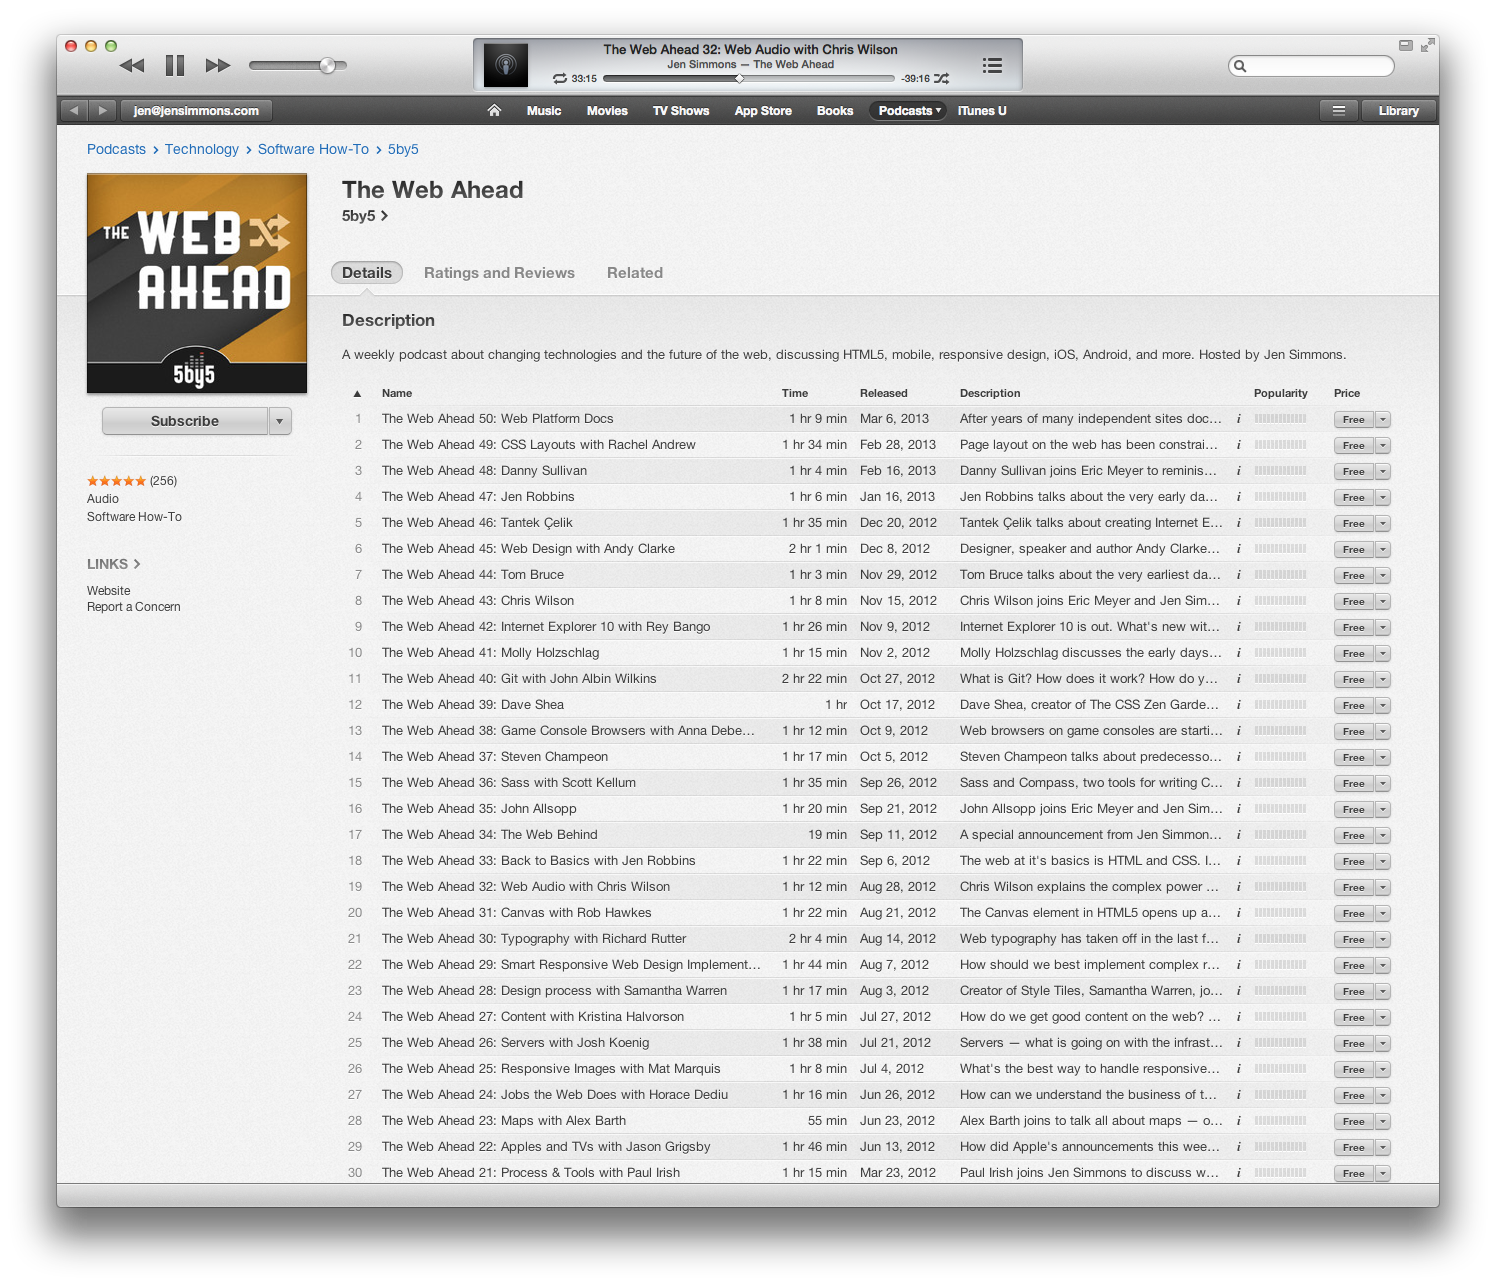 The Web Ahead 32: Web Audio with Chris Wilson
Jen Simmons — The Web Ahead
33:15 -39:16
jen@jensimmons.com Music Movies TV Shows App Store Books Podcasts iTunes U Library
Podcasts > Technology > Software How-To > 5by5
THE WEB AHEAD
5by5
The Web Ahead
5by5 >
Details Ratings and Reviews Related
Subscribe
(256)
Audio
Software How-To
LINKS >
Website
Report a Concern
Description
A weekly podcast about changing technologies and the future of the web, discussing HTML5, mobile, responsive design, iOS, Android, and more. Hosted by Jen Simmons.
▲ Name Time Released Description Popularity Price
1 The Web Ahead 50: Web Platform Docs 1 hr 9 min Mar 6, 2013 After years of many independent sites doc… i Free
2 The Web Ahead 49: CSS Layouts with Rachel Andrew 1 hr 34 min Feb 28, 2013 Page layout on the web has been constrai… i Free
3 The Web Ahead 48: Danny Sullivan 1 hr 4 min Feb 16, 2013 Danny Sullivan joins Eric Meyer to reminis… i Free
4 The Web Ahead 47: Jen Robbins 1 hr 6 min Jan 16, 2013 Jen Robbins talks about the very early da… i Free
5 The Web Ahead 46: Tantek Çelik 1 hr 35 min Dec 20, 2012 Tantek Çelik talks about creating Internet E… i Free
6 The Web Ahead 45: Web Design with Andy Clarke 2 hr 1 min Dec 8, 2012 Designer, speaker and author Andy Clarke… i Free
7 The Web Ahead 44: Tom Bruce 1 hr 3 min Nov 29, 2012 Tom Bruce talks about the very earliest da… i Free
8 The Web Ahead 43: Chris Wilson 1 hr 8 min Nov 15, 2012 Chris Wilson joins Eric Meyer and Jen Sim… i Free
9 The Web Ahead 42: Internet Explorer 10 with Rey Bango 1 hr 26 min Nov 9, 2012 Internet Explorer 10 is out. What's new wit… i Free
10 The Web Ahead 41: Molly Holzschlag 1 hr 15 min Nov 2, 2012 Molly Holzschlag discusses the early days… i Free
11 The Web Ahead 40: Git with John Albin Wilkins 2 hr 22 min Oct 27, 2012 What is Git? How does it work? How do y… i Free
12 The Web Ahead 39: Dave Shea 1 hr Oct 17, 2012 Dave Shea, creator of The CSS Zen Garde… i Free
13 The Web Ahead 38: Game Console Browsers with Anna Debe… 1 hr 12 min Oct 9, 2012 Web browsers on game consoles are starti… i Free
14 The Web Ahead 37: Steven Champeon 1 hr 17 min Oct 5, 2012 Steven Champeon talks about predecesso… i Free
15 The Web Ahead 36: Sass with Scott Kellum 1 hr 35 min Sep 26, 2012 Sass and Compass, two tools for writing C… i Free
16 The Web Ahead 35: John Allsopp 1 hr 20 min Sep 21, 2012 John Allsopp joins Eric Meyer and Jen Sim… i Free
17 The Web Ahead 34: The Web Behind 19 min Sep 11, 2012 A special announcement from Jen Simmon… i Free
18 The Web Ahead 33: Back to Basics with Jen Robbins 1 hr 22 min Sep 6, 2012 The web at it's basics is HTML and CSS. I… i Free
19 The Web Ahead 32: Web Audio with Chris Wilson 1 hr 12 min Aug 28, 2012 Chris Wilson explains the complex power … i Free
20 The Web Ahead 31: Canvas with Rob Hawkes 1 hr 22 min Aug 21, 2012 The Canvas element in HTML5 opens up a… i Free
21 The Web Ahead 30: Typography with Richard Rutter 2 hr 4 min Aug 14, 2012 Web typography has taken off in the last f… i Free
22 The Web Ahead 29: Smart Responsive Web Design Implement… 1 hr 44 min Aug 7, 2012 How should we best implement complex r… i Free
23 The Web Ahead 28: Design process with Samantha Warren 1 hr 17 min Aug 3, 2012 Creator of Style Tiles, Samantha Warren, jo… i Free
24 The Web Ahead 27: Content with Kristina Halvorson 1 hr 5 min Jul 27, 2012 How do we get good content on the web? … i Free
25 The Web Ahead 26: Servers with Josh Koenig 1 hr 38 min Jul 21, 2012 Servers — what is going on with the infrast… i Free
26 The Web Ahead 25: Responsive Images with Mat Marquis 1 hr 8 min Jul 4, 2012 What's the best way to handle responsive… i Free
27 The Web Ahead 24: Jobs the Web Does with Horace Dediu 1 hr 16 min Jun 26, 2012 How can we understand the business of t… i Free
28 The Web Ahead 23: Maps with Alex Barth 55 min Jun 23, 2012 Alex Barth joins to talk all about maps — o… i Free
29 The Web Ahead 22: Apples and TVs with Jason Grigsby 1 hr 46 min Jun 13, 2012 How did Apple's announcements this wee… i Free
30 The Web Ahead 21: Process & Tools with Paul Irish 1 hr 15 min Mar 23, 2012 Paul Irish joins Jen Simmons to discuss w… i Free